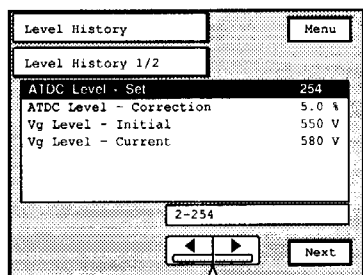 Level History
Menu
Level History 1/2
ATDC Level - Set 254
ATDC Level - Correction 5.0 %
Vg Level - Initial 550 V
Vg Level - Current 580 V
2-254
Next